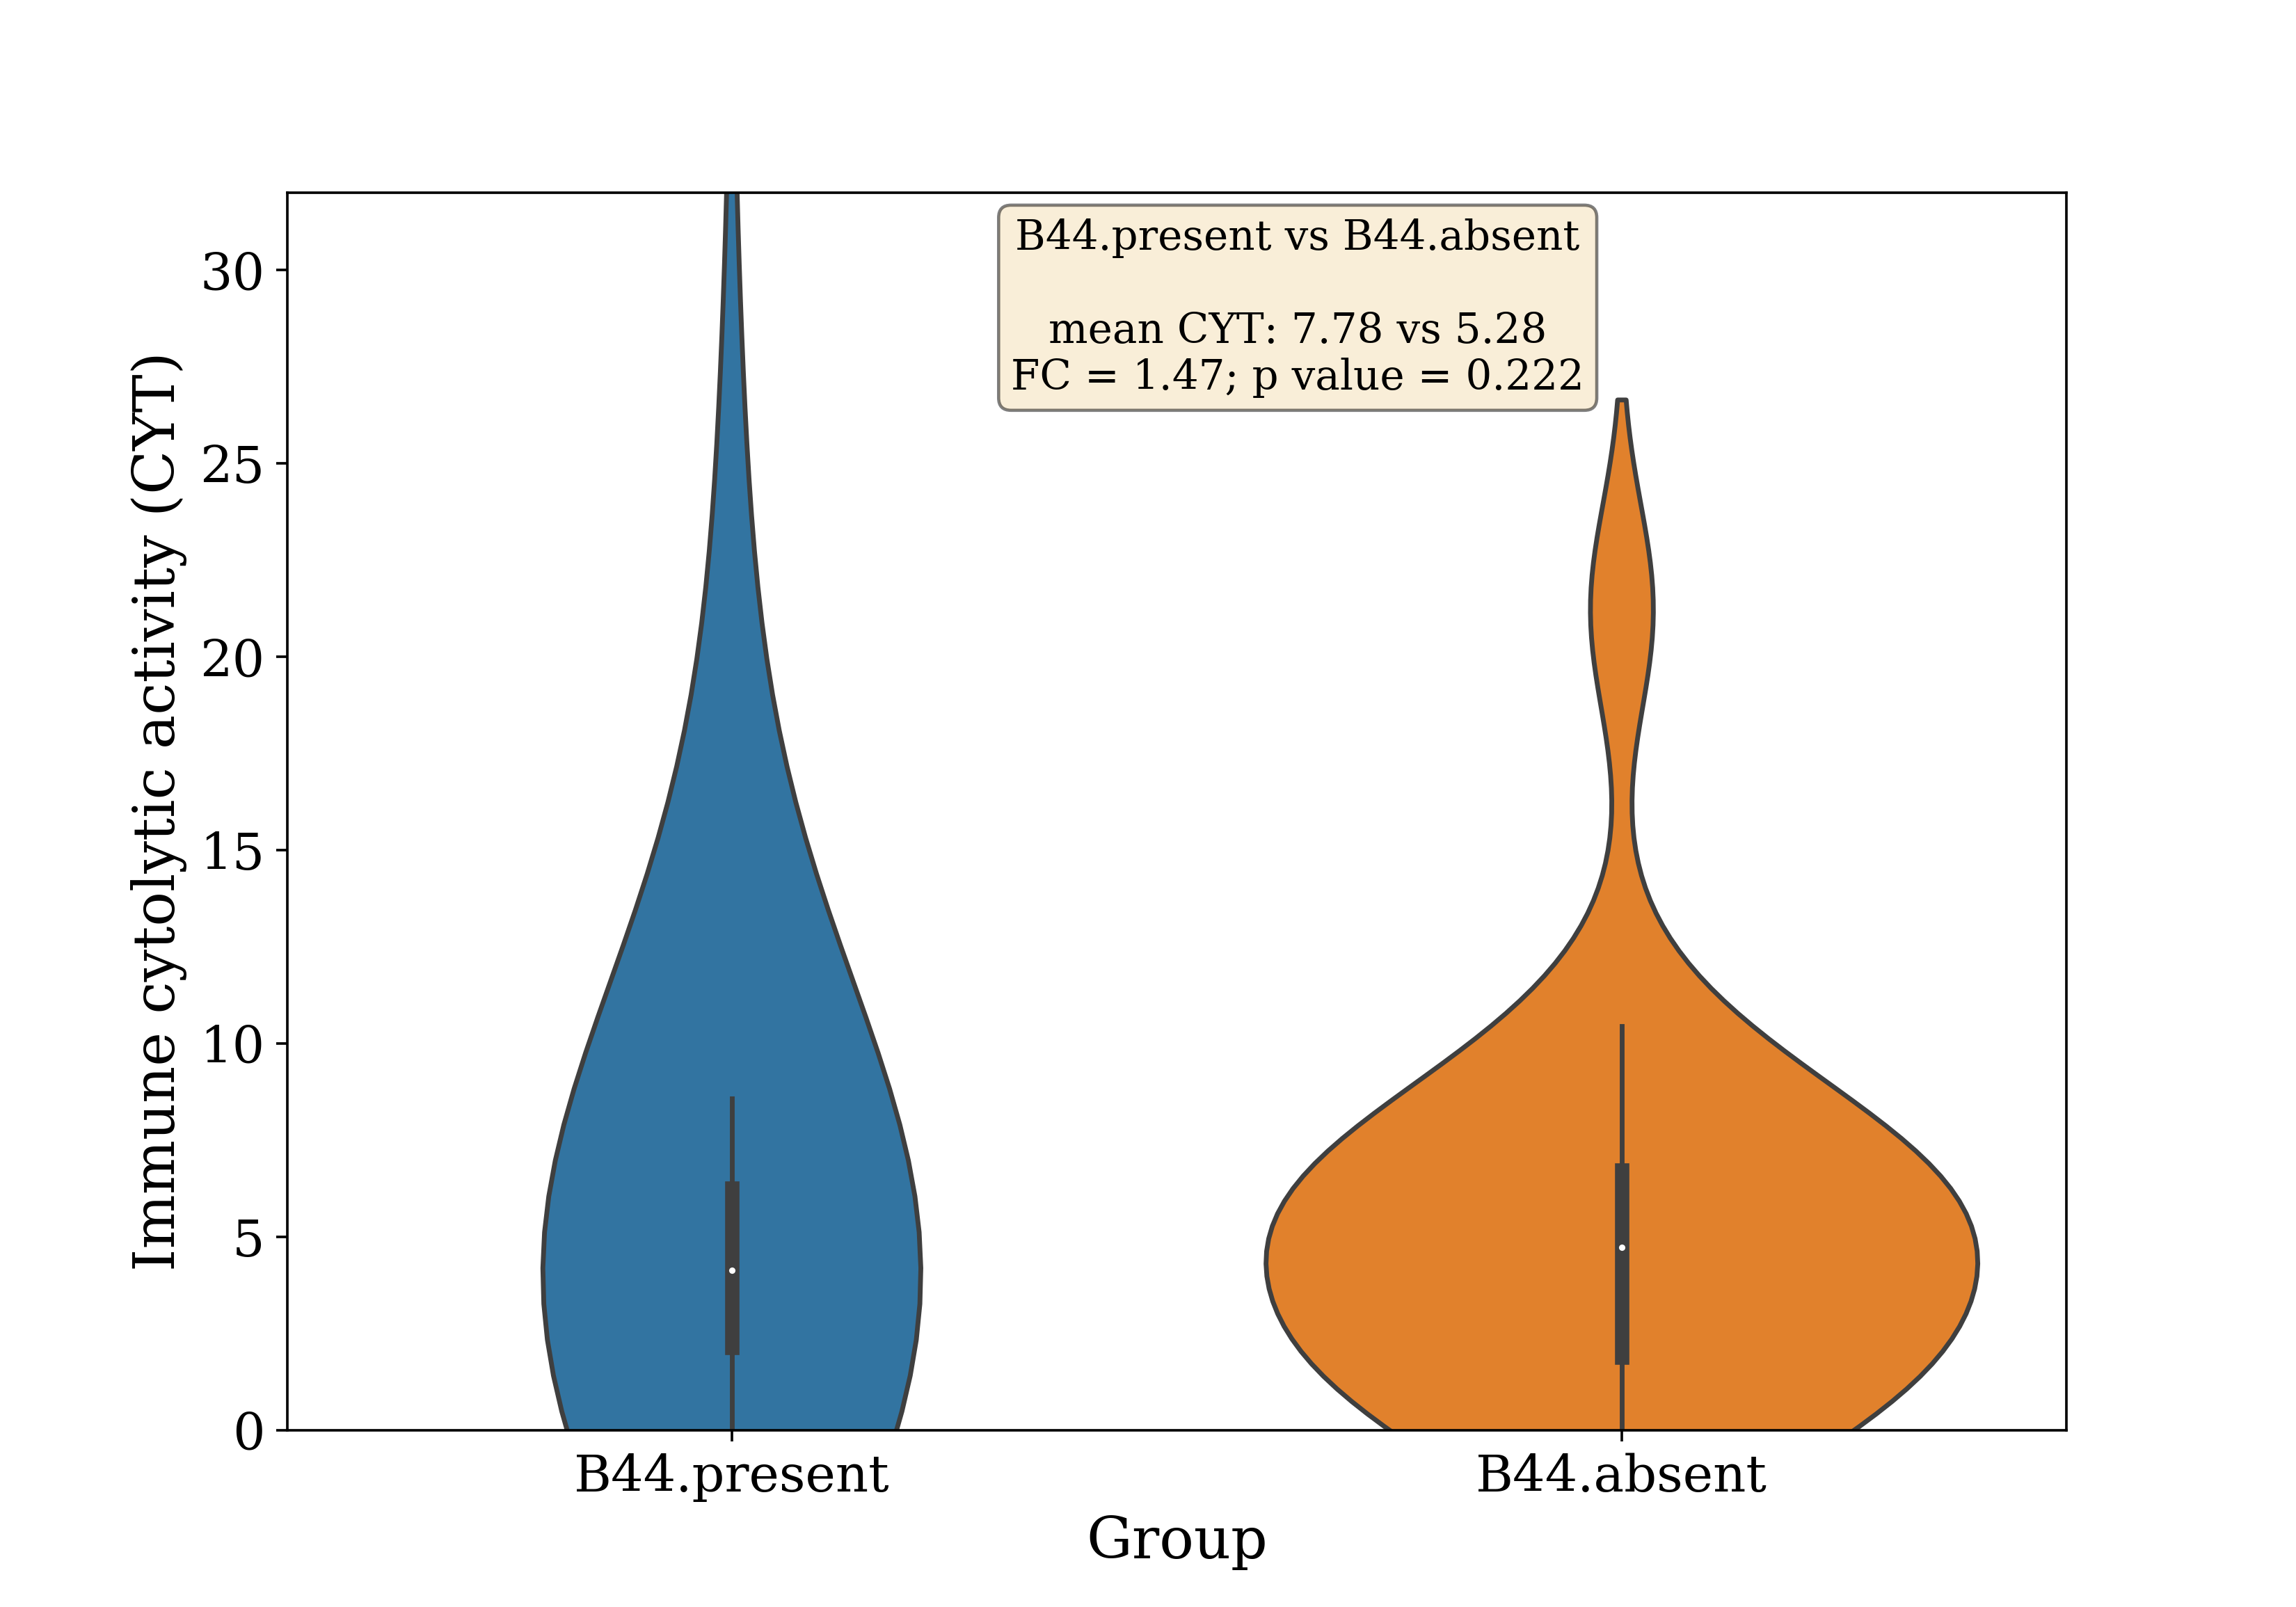 B44.present vs B44.absent
mean CYT: 7.78 vs 5.28
FC = 1.47; p value = 0.222
Immune cytolytic activity (CYT)
30
25
20
15
10
5
0
B44.present
B44.absent
Group